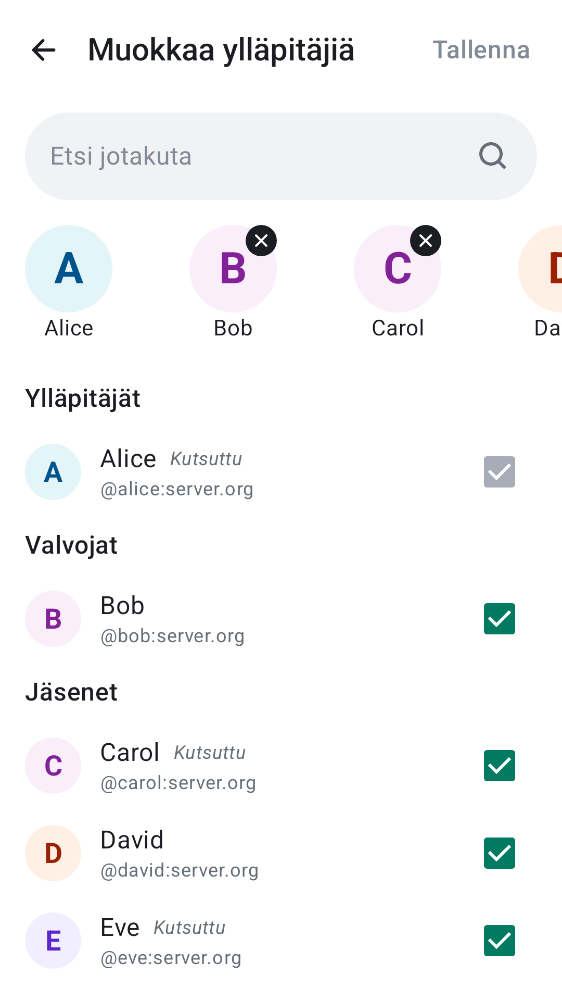 Muokkaa ylläpitäjiä
Tallenna
Etsi jotakuta
A
B
C
D
Alice
Bob
Carol
Da
Ylläpitäjät
A
Alice Kutsuttu
@alice:server.org
Valvojat
B
Bob
@bob:server.org
Jäsenet
C
Carol Kutsuttu
@carol:server.org
D
David
@david:server.org
E
Eve Kutsuttu
@eve:server.org